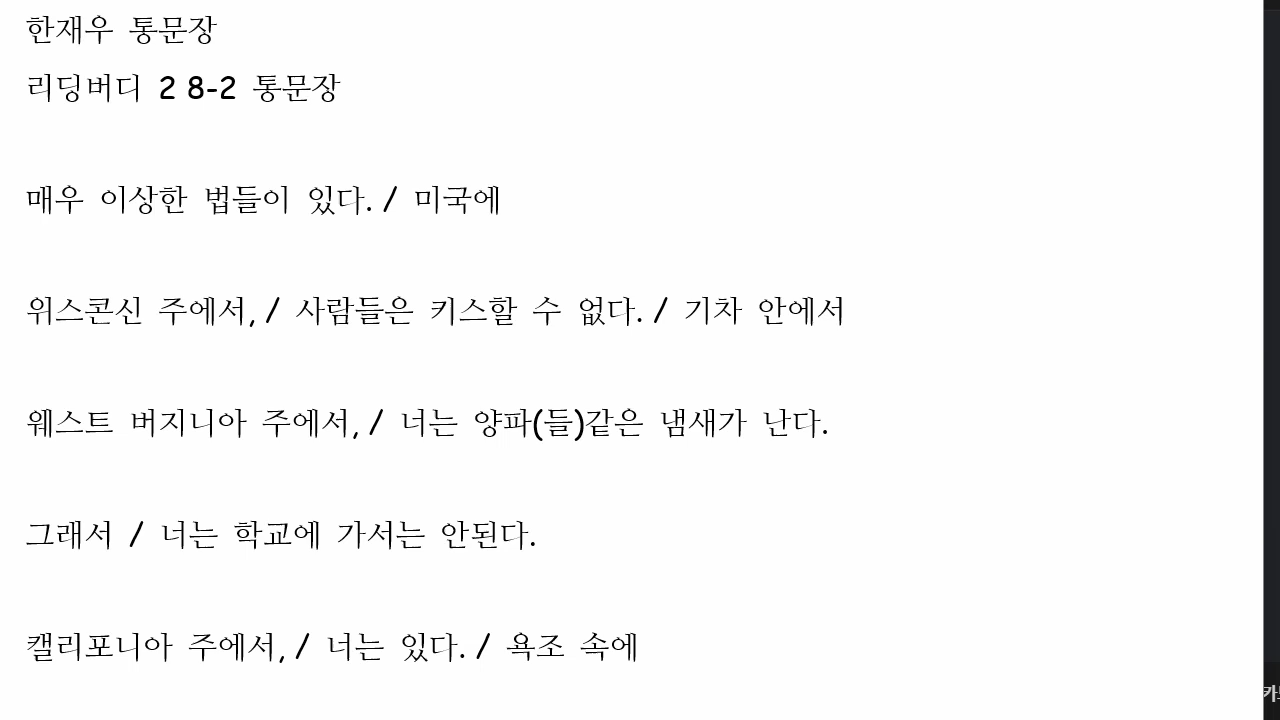 한재우 통문장
리딩버디 2 8-2 통문장
매우 이상한 법들이 있다. / 미국에
위스콘신 주에서, / 사람들은 키스할 수 없다. / 기차 안에서
웨스트 버지니아 주에서, / 너는 양파(들)같은 냄새가 난다.
그래서 / 너는 학교에 가서는 안된다.
캘리포니아 주에서, / 너는 있다. / 욕조 속에